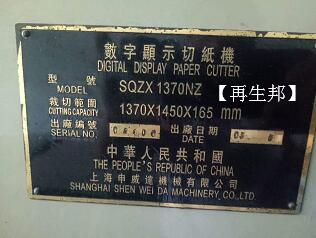 數字顯示切紙機
DIGITAL DISPLAY PAPER CUTTER
型號
MODEL SQZX1370NZ
裁切範圍
CUTTING CAPACITY 1370X1450X165 mm
【再生邦】
出廠編號
SERIAL NO.
出廠日期
DATE
中華人民共和國
THE PEOPLE'S REPUBLIC OF CHINA
上海申威達機械有限公司
SHANGHAI SHEN WEI DA MACHINERY CO.,LTD.